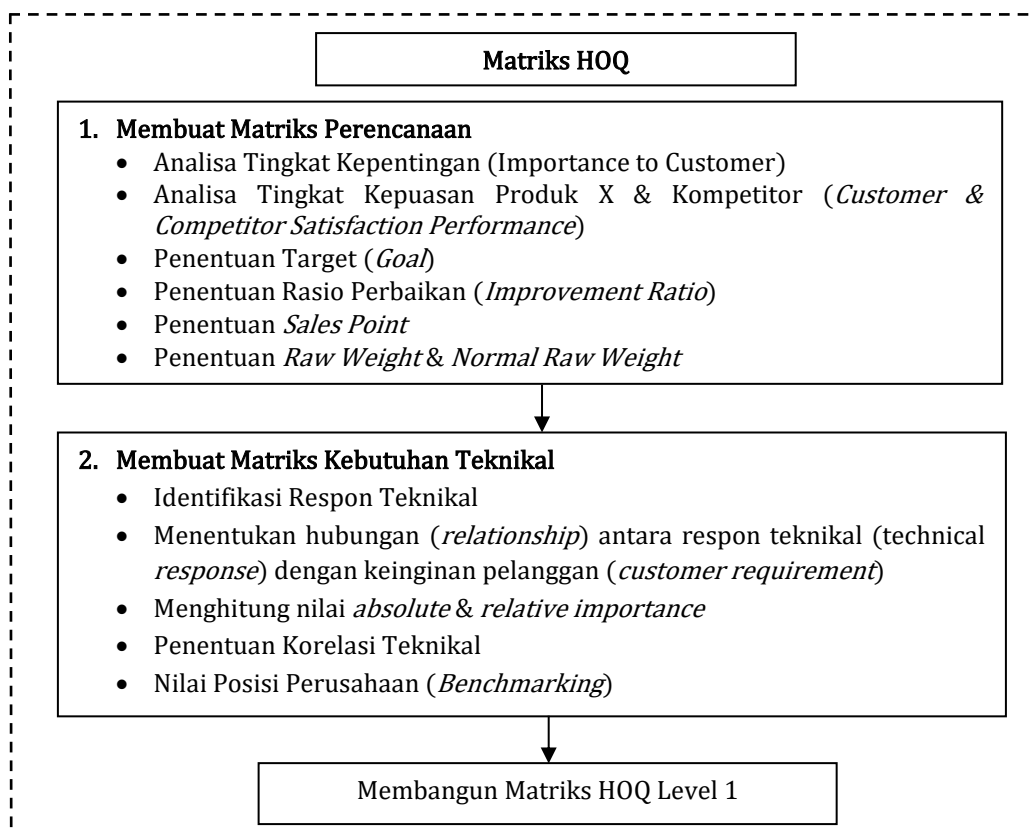 Matriks HOQ
1. Membuat Matriks Perencanaan
• Analisa Tingkat Kepentingan (Importance to Customer)
• Analisa Tingkat Kepuasan Produk X & Kompetitor (Customer &
Competitor Satisfaction Performance)
• Penentuan Target (Goal)
• Penentuan Rasio Perbaikan (Improvement Ratio)
• Penentuan Sales Point
• Penentuan Raw Weight & Normal Raw Weight
2. Membuat Matriks Kebutuhan Teknikal
• Identifikasi Respon Teknikal
• Menentukan hubungan (relationship) antara respon teknikal (technical
response) dengan keinginan pelanggan (customer requirement)
• Menghitung nilai absolute & relative importance
• Penentuan Korelasi Teknikal
• Nilai Posisi Perusahaan (Benchmarking)
Membangun Matriks HOQ Level 1